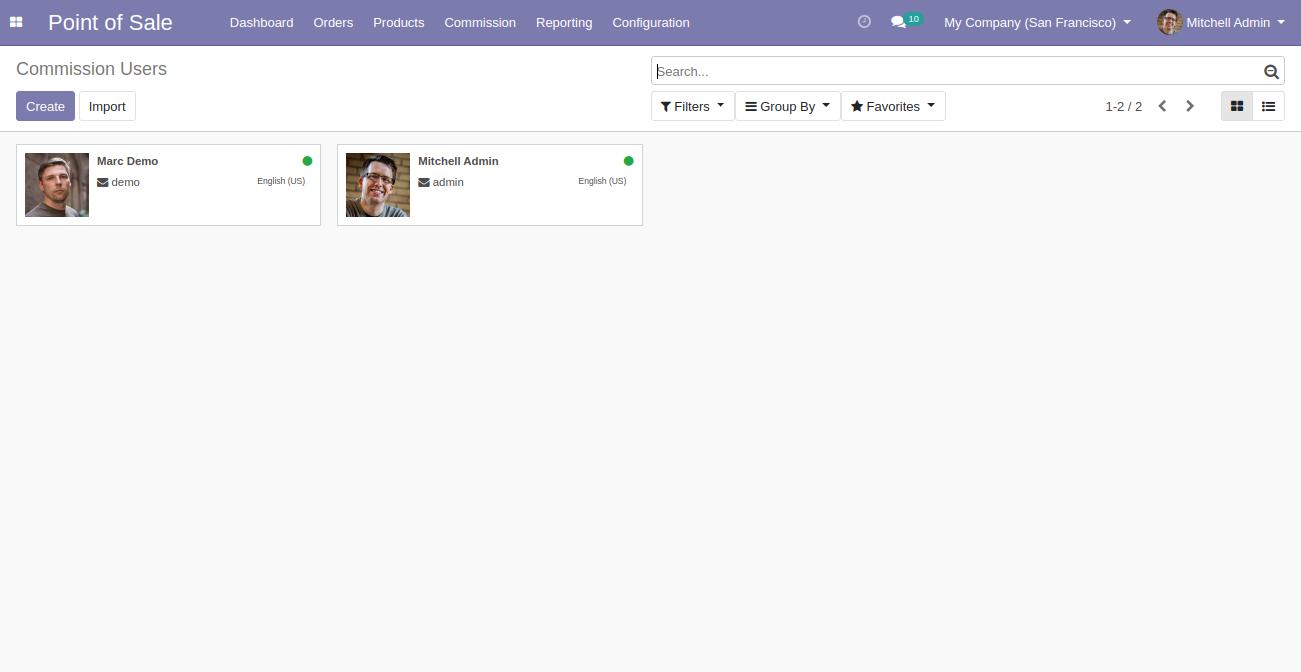 Point of Sale Dashboard Orders Products Commission Reporting Configuration 10 My Company (San Francisco) Mitchell Admin
Commission Users
Search...
Create Import
Filters Group By Favorites 1-2 / 2
Marc Demo
demo English (US)
Mitchell Admin
admin English (US)